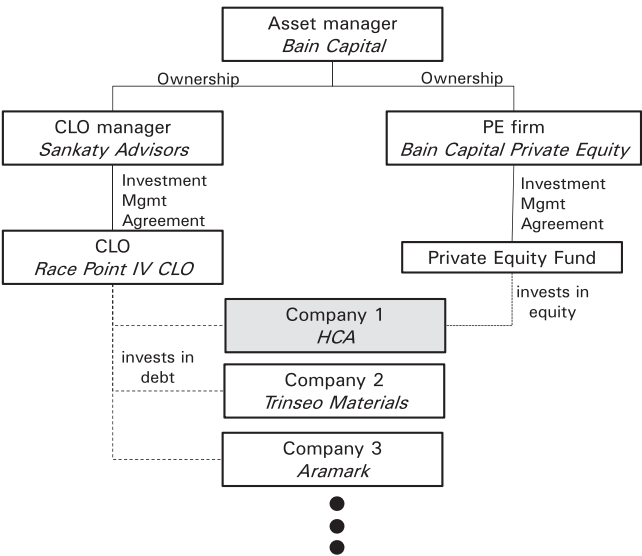 Asset manager
Bain Capital
Ownership
Ownership
CLO manager
Sankaty Advisors
PE firm
Bain Capital Private Equity
Investment
Mgmt
Agreement
Investment
Mgmt
Agreement
CLO
Race Point IV CLO
Private Equity Fund
invests in
equity
Company 1
HCA
invests in
debt
Company 2
Trinseo Materials
Company 3
Aramark